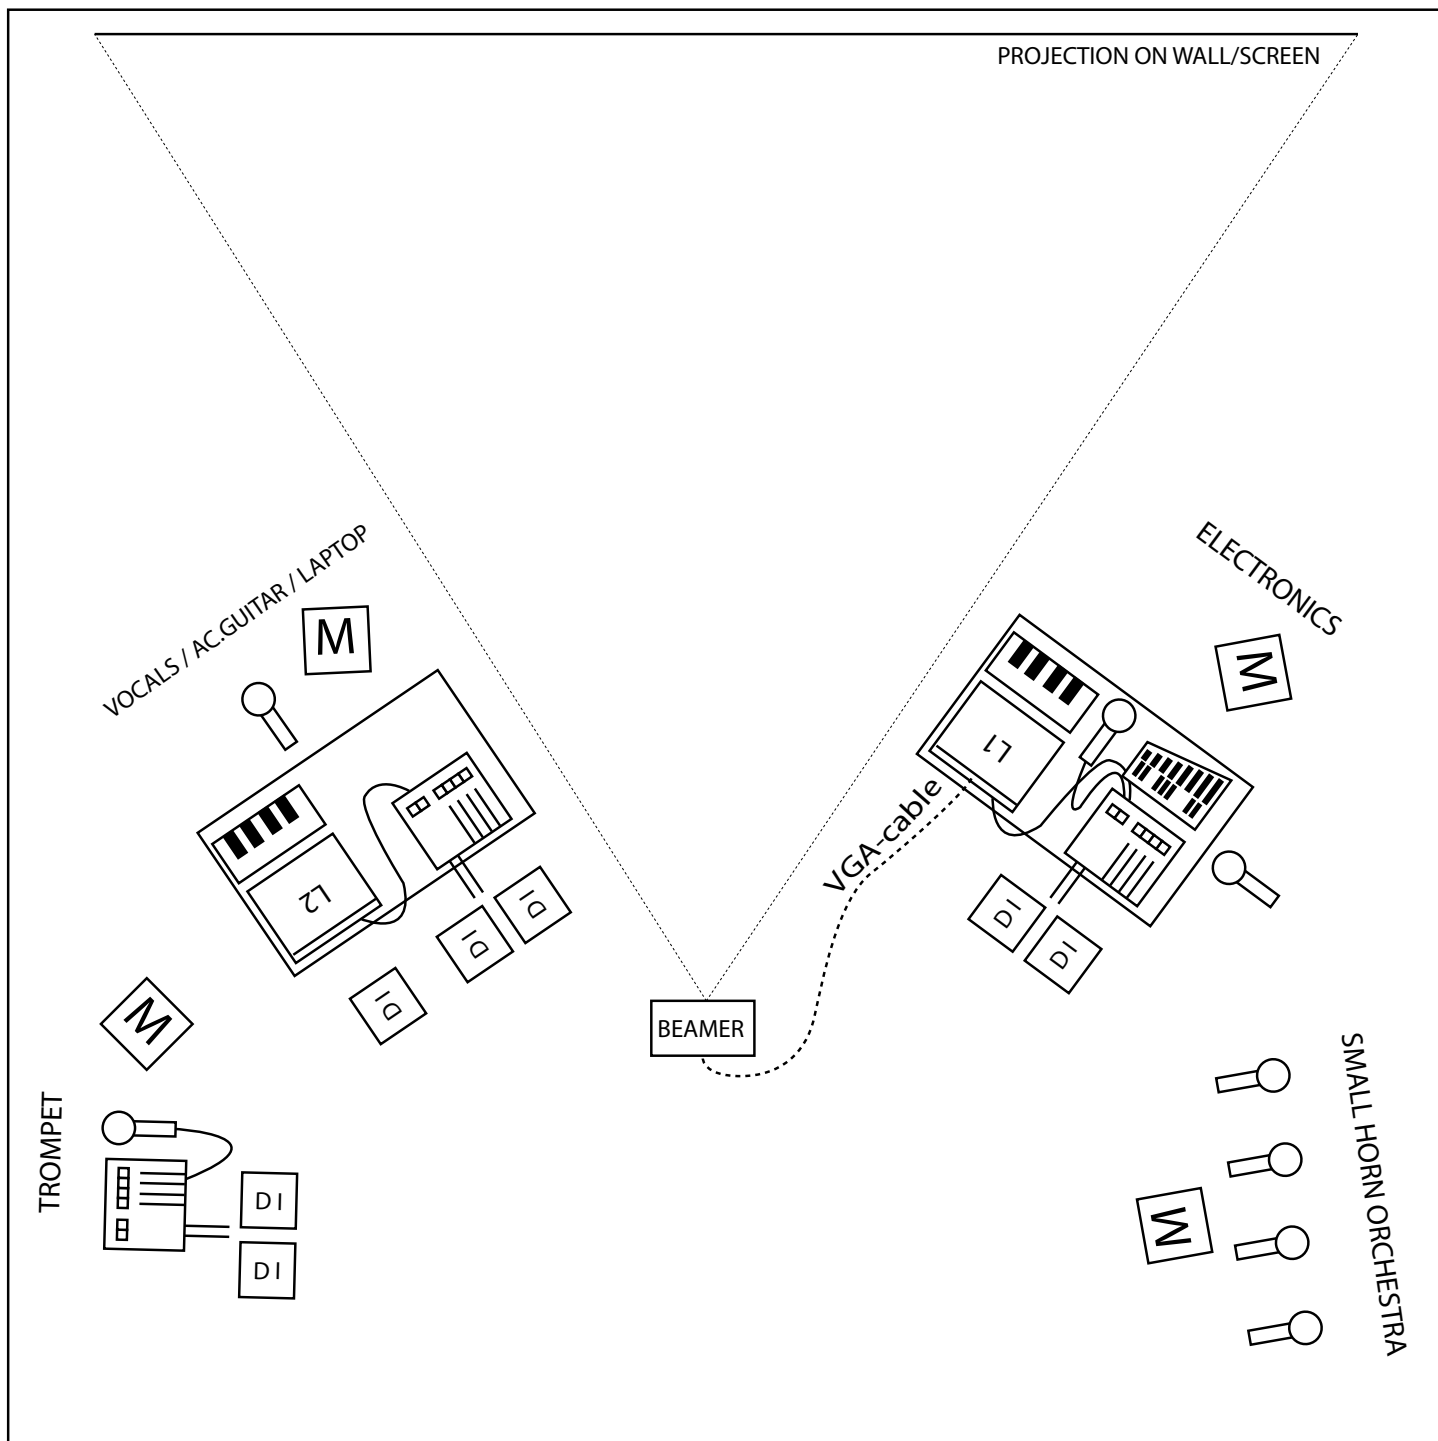 PROJECTION ON WALL/SCREEN
VOCALS / AC.GUITAR / LAPTOP
M
ELECTRONICS
M
L1
L2
VGA-cable
DI
DI
DI
DI
DI
M
BEAMER
TROMPET
DI
DI
SMALL HORN ORCHESTRA
M